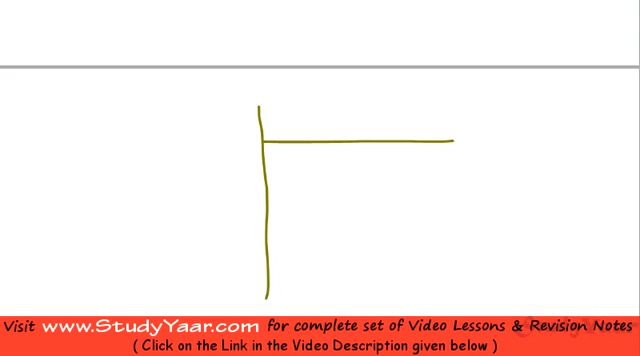 Visit www.StudyYaar.com for complete set of Video Lessons & Revision Notes
( Click on the Link in the Video Description given below )